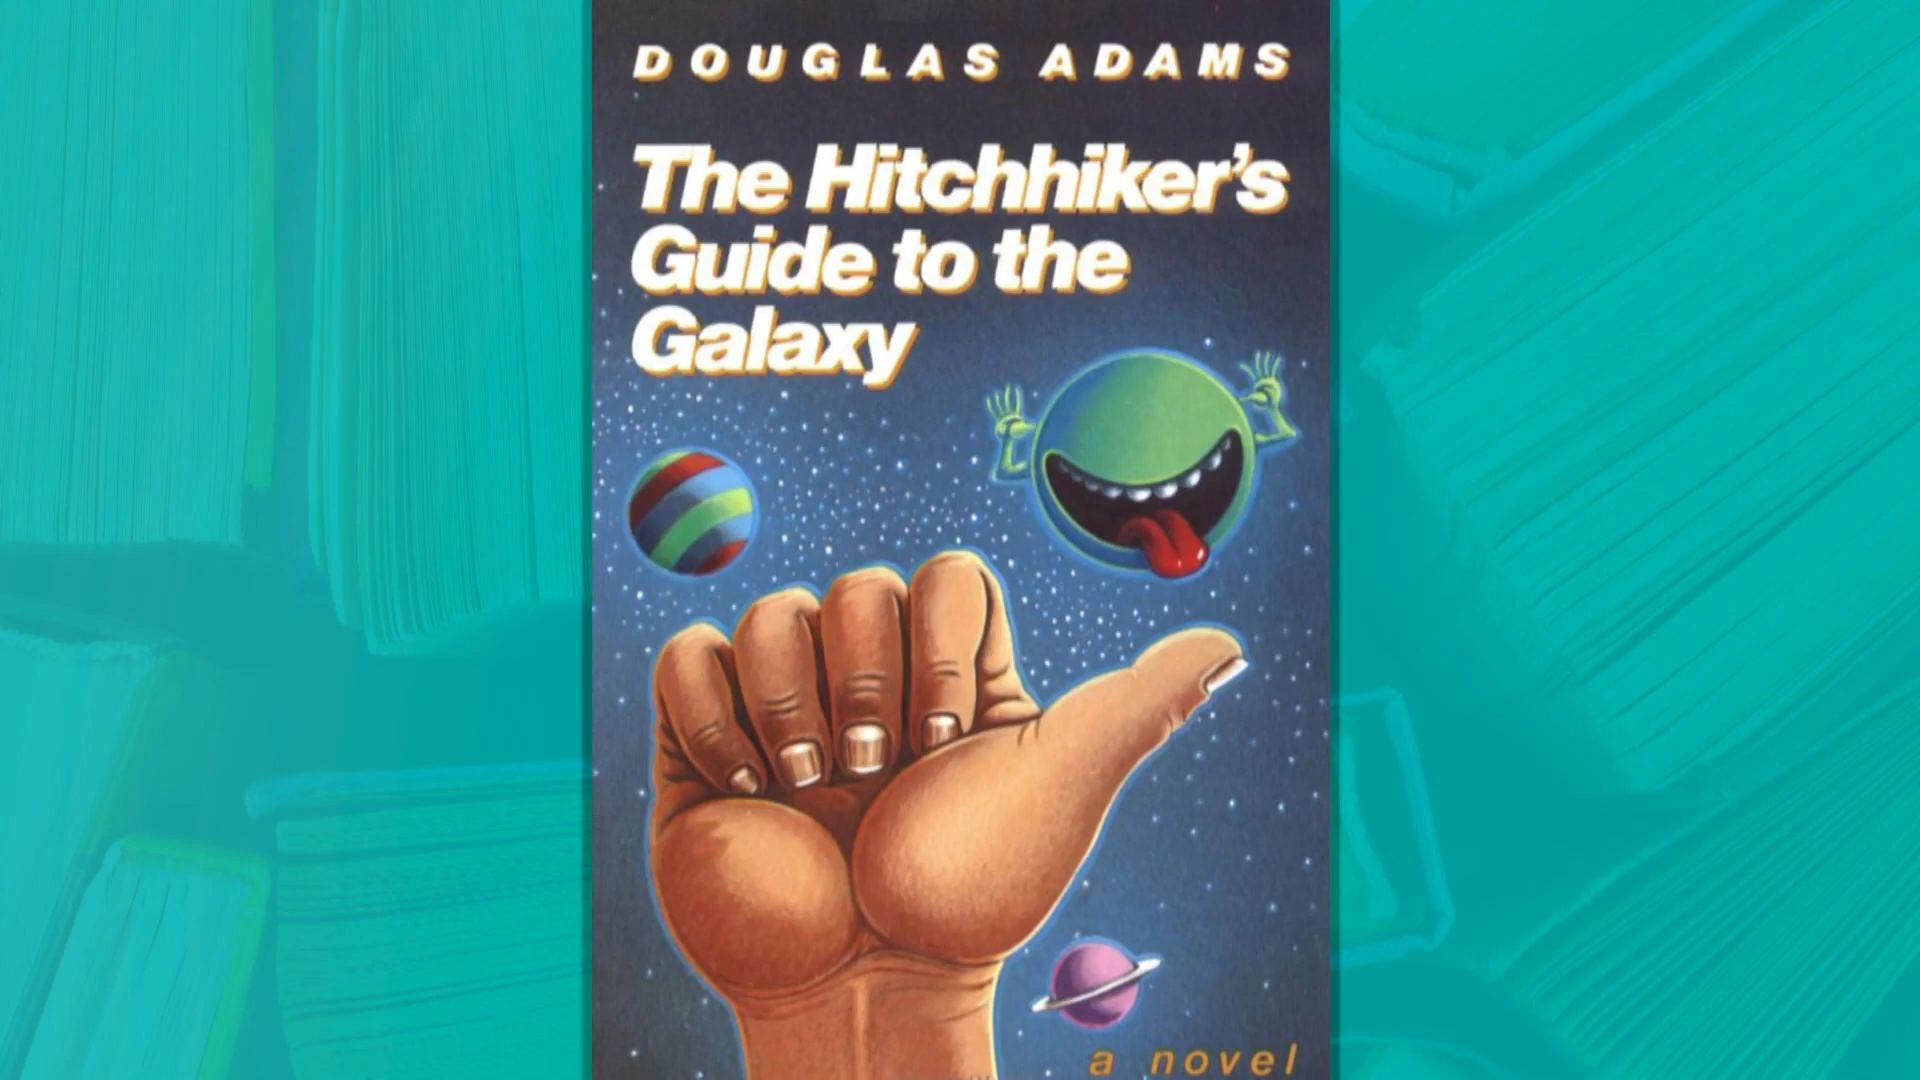 DOUGLAS ADAMS
The Hitchhiker's
Guide to the
Galaxy
a novel